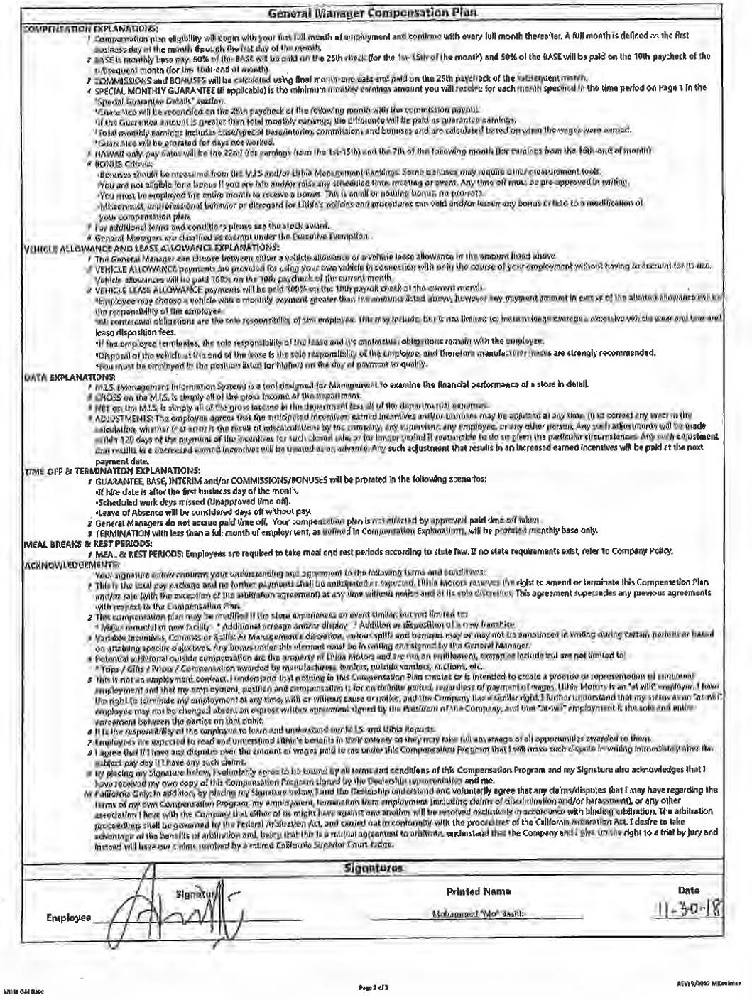 General Manager Compensation Plan
COMPENSATION EXPLANATIONS:
1 Compensation plan eligibility will begin with your first full month of employment and confirms with every full month thereafter. A full month is defined as the first
business day of the month through the last day of the month.
2 BASE is monthly base pay. 50% of the BASE will be paid on the 25th check (for the 1st-15th of the month) and 50% of the BASE will be paid on the 10th paycheck of the
subsequent month (for the 16th-end of month).
3 COMMISSIONS and BONUSES will be calculated using final month-end data and paid on the 25th paycheck of the subsequent month.
4 SPECIAL MONTHLY GUARANTEE (if applicable) is the minimum monthly earnings amount you will receive for each month specified in the time period on Page 1 in the
"Special Guarantee Details" section.
*Guarantee will be reconciled on the 25th paycheck of the following month with the commission payout.
*If the Guarantee amount is greater than total monthly earnings, the difference will be paid as guarantee earnings.
*Total monthly earnings includes base/special base/interim, commissions and bonuses and are calculated based on when the wages were earned.
*Guarantee will be prorated for days not worked.
5 HAWAII only, pay dates will be the 22nd (for earnings from the 1st-15th) and the 7th of the following month (for earnings from the 16th-end of month)
6 BONUS Criteria:
•Bonuses should be measured from the M.I.S and/or Lithia Management Rankings. Some bonuses may require other measurement tools.
•You are not eligible for a bonus if you are late and/or miss any scheduled time, meeting or event. Any time off must be pre-approved in writing.
•You must be employed the entire month to receive a bonus. This is an all or nothing bonus, no pro-rata.
•Misconduct, unprofessional behavior or disregard for Lithia's policies and procedures can void and/or lessen any bonus or lead to a modification of
your compensation plan.
7 For additional terms and conditions please see the stock award.
8 General Managers are classified as exempt under the Executive Exemption.
VEHICLE ALLOWANCE AND LEASE ALLOWANCE EXPLANATIONS:
1 The General Manager can choose between either a vehicle allowance or a vehicle lease allowance in the amount listed above.
2 VEHICLE ALLOWANCE payments are provided for using your own vehicle in connection with or in the course of your employment without having to account for its use.
Vehicle allowances will be paid 100% on the 10th paycheck of the current month.
3 VEHICLE LEASE ALLOWANCE payments will be paid 100% on the 10th payroll check of the current month.
*Employee may choose a vehicle with a monthly payment greater than the amounts listed above, however any payment amount in excess of the allotted allowance will be
the responsibility of the employee.
*All contractual obligations are the sole responsibility of the employee. This may include, but is not limited to: lease mileage overages, excessive vehicle wear and tear and
lease disposition fees.
*If the employee terminates, the sole responsibility of the lease and it's contractual obligations remain with the employee.
*Disposal of the vehicle at the end of the lease is the sole responsibility of the employee, and therefore manufacturer leases are strongly recommended.
*You must be employed in the position listed (or higher) on the day of payment to qualify.
DATA EXPLANATIONS:
1 M.I.S. (Management Information System) is a tool designed for Management to examine the financial performance of a store in detail.
2 GROSS on the M.I.S. is simply all of the gross income of the department.
3 NET on the M.I.S. is simply all of the gross income in the department less all of the departmental expenses.
4 ADJUSTMENTS: The employee agrees that the anticipated incentives, earned incentives and/or bonuses may be adjusted at any time, to correct any error in the
calculation, whether that error is the result of miscalculations by the company, any supervisor, any employee, or any other person. Any such adjustments will be made
within 120 days of the payment of the incentives for such closed sale, or for longer period if reasonable to do so given the particular circumstances. Any such adjustment
that results in a decreased earned incentives will be treated as an advance. Any such adjustment that results in an increased earned incentives will be paid at the next
payment date.
TIME OFF & TERMINATION EXPLANATIONS:
1 GUARANTEE, BASE, INTERIM and/or COMMISSIONS/BONUSES will be prorated in the following scenarios:
•If hire date is after the first business day of the month.
•Scheduled work days missed (Unapproved time off).
•Leave of Absence will be considered days off without pay.
2 General Managers do not accrue paid time off. Your compensation plan is not affected by approved paid time off taken.
3 TERMINATION with less than a full month of employment, as defined in Compensation Explanations, will be prorated monthly base only.
MEAL BREAKS & REST PERIODS:
1 MEAL & REST PERIODS: Employees are required to take meal and rest periods according to state law. If no state requirements exist, refer to Company Policy.
ACKNOWLEDGEMENTS:
Your signature below confirms your understanding and agreement to the following terms and conditions:
1 This is the total pay package and no further payments shall be anticipated or expected. Lithia Motors reserves the right to amend or terminate this Compensation Plan
and/or rate (with the exception of the arbitration agreement) at any time without notice and at its sole discretion. This agreement supersedes any previous agreements
with respect to the Compensation Plan.
2 This compensation plan may be modified if the store experiences an event similar, but not limited to:
* Major remodel or new facility * Additional acreage and/or display * Addition or disposition of a new franchise
3 Variable Incentives, Contests or Spiffs: At Management's discretion, various spiffs and bonuses may or may not be announced in writing during certain periods or based
on attaining specific objectives. Any bonus under this element must be in writing and signed by the General Manager.
4 Potential additional outside compensation are the property of Lithia Motors and are not an entitlement, examples include but are not limited to:
* Trips / Gifts / Prizes / Compensation awarded by manufacturers, lenders, outside vendors, auctions, etc.
5 This is not an employment contract. I understand that nothing in this Compensation Plan creates or is intended to create a promise or representation of continued
employment and that my employment, position and compensation is for no definite period, regardless of payment of wages. Lithia Motors is an "at will" employer. I have
the right to terminate my employment at any time, with or without cause or notice, and the Company has a similar right. I further understand that my status as an "at-will"
employee may not be changed absent an express written agreement signed by the President of the Company, and that "at-will" employment is the sole and entire
agreement between the parties on that point.
6 It is the responsibility of the employee to learn and understand our M.I.S. and Lithia Reports.
7 Employees are expected to read and understand Lithia's benefits in their entirety so they may take full advantage of all opportunities awarded to them.
8 I agree that if I have any disputes over the amount of wages paid to me under this Compensation Program that I will make such dispute in writing immediately after the
subject pay day if I have any such claims.
9 By placing my Signature below, I voluntarily agree to be bound by all terms and conditions of this Compensation Program and my Signature also acknowledges that I
have received my own copy of this Compensation Program signed by the Dealership representative and me.
10 California Only: In addition, by placing my Signature below, I and the Dealership understand and voluntarily agree that any claims/disputes that I may have regarding the
terms of my own Compensation Program, my employment, termination from employment (including claims of discrimination and/or harassment), or any other
association I have with the Company that either of us might have against one another will be resolved exclusively in accordance with binding arbitration. The arbitration
proceedings shall be governed by the Federal Arbitration Act, and carried out in conformity with the procedures of the California Arbitration Act. I desire to take
advantage of the benefits of arbitration and, being that this is a mutual agreement to arbitrate, understand that the Company and I give up the right to a trial by jury and
instead will have our claims resolved by a retired California Superior Court Judge.
Signatures
Signature
Printed Name
Date
Employee
Mohammed "Mo"
11-30-18
Lithia GM Base
Page 2 of 2
REV: 9/2017